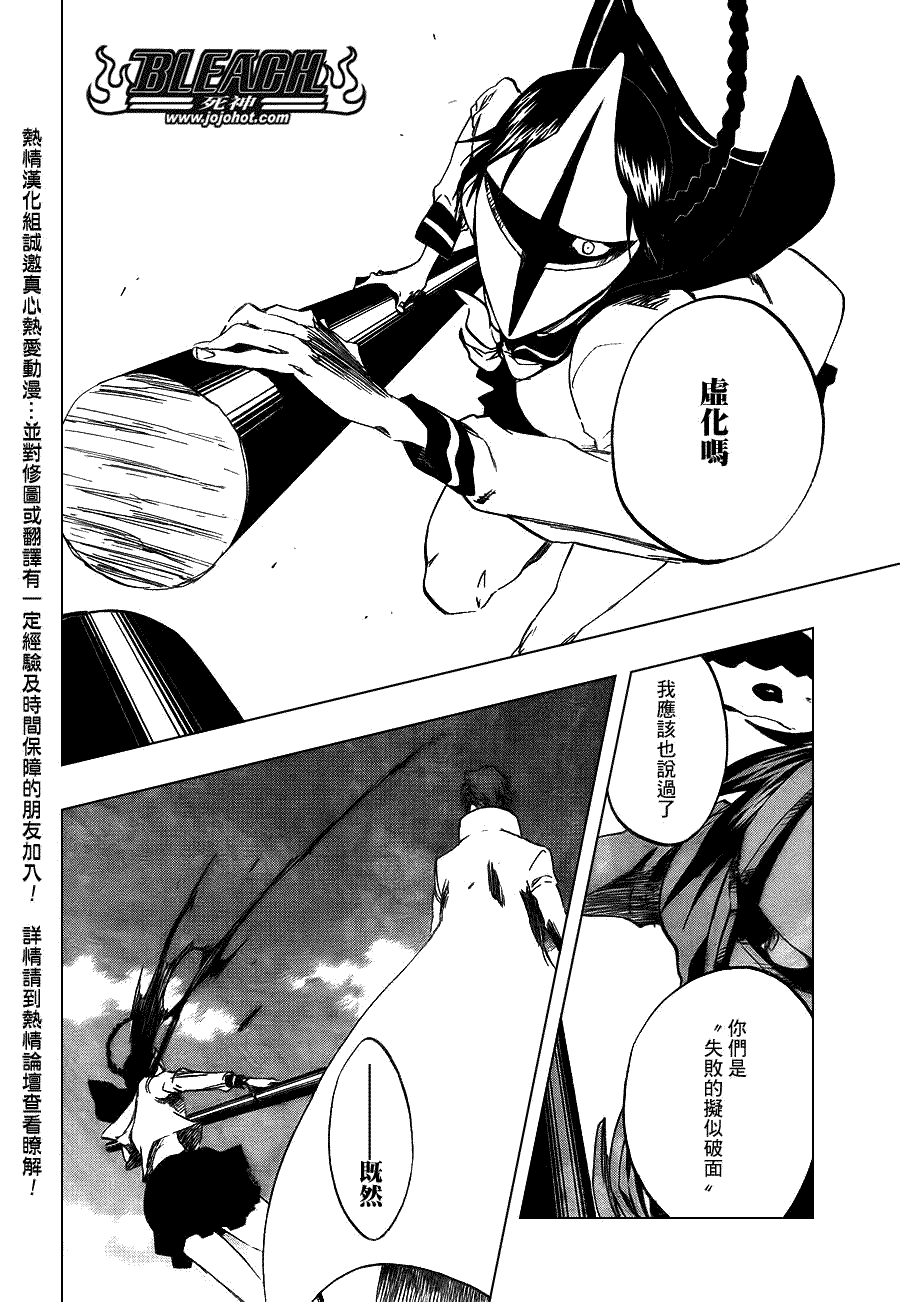 BLEACH
死神
www.jojohot.com
虛化嗎
我應該也說過了
你們是
〝失敗的擬似破面〞
——既然
熱情漢化組誠邀真心熱愛動漫…並對修圖或翻譯有一定經驗及時間保障的朋友加入！ 詳情請到熱情論壇查看瞭解！